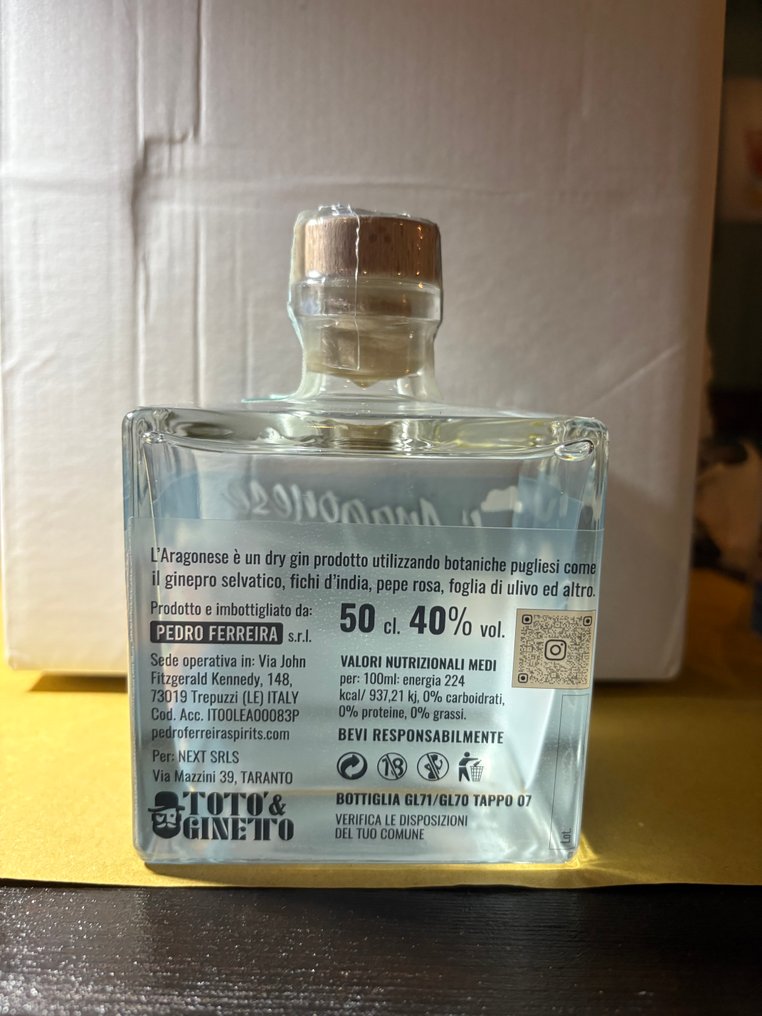 L'Aragonese
L'Aragonese è un dry gin prodotto utilizzando botaniche pugliesi come
il ginepro selvatico, fichi d'india, pepe rosa, foglia di ulivo ed altro.
Prodotto e imbottigliato da:
PEDRO FERREIRA s.r.l.
Sede operativa in: Via John
Fitzgerald Kennedy, 148,
73019 Trepuzzi (LE) ITALY
Cod. Acc. IT00LEA00083P
pedroferreiraspirits.com
Per: NEXT SRLS
Via Mazzini 39, TARANTO
TOTO'&
GINETTO
50 cl. 40% vol.
VALORI NUTRIZIONALI MEDI
per: 100ml: energia 224
kcal/ 937,21 kj, 0% carboidrati,
0% proteine, 0% grassi.
BEVI RESPONSABILMENTE
18
BOTTIGLIA GL71/GL70 TAPPO 07
VERIFICA LE DISPOSIZIONI
DEL TUO COMUNE
Lot.